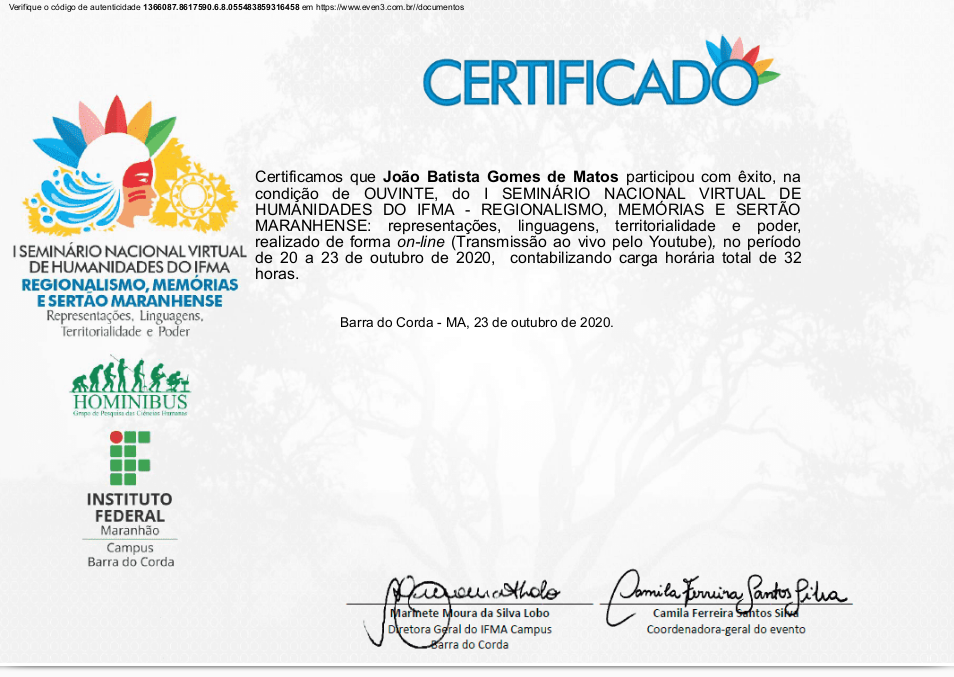 Verifique o código de autenticidade 1366087.8617590.6.8.055483859316458 em https://www.even3.com.br//documentos
CERTIFICADO
Certificamos que João Batista Gomes de Matos participou com êxito, na
condição de OUVINTE, do I SEMINÁRIO NACIONAL VIRTUAL DE
HUMANIDADES DO IFMA - REGIONALISMO, MEMÓRIAS E SERTÃO
MARANHENSE: representações, linguagens, territorialidade e poder,
realizado de forma on-line (Transmissão ao vivo pelo Youtube), no período
de 20 a 23 de outubro de 2020, contabilizando carga horária total de 32
horas.
Barra do Corda - MA, 23 de outubro de 2020.
I SEMINÁRIO NACIONAL VIRTUAL
DE HUMANIDADES DO IFMA
REGIONALISMO, MEMÓRIAS
E SERTÃO MARANHENSE
Representações, Linguagens,
Territorialidade e Poder
HOMINIBUS
Grupo de Pesquisa das Ciências Humanas
INSTITUTO
FEDERAL
Maranhão
Campus
Barra do Corda
Camila Ferreira Santos Silva
Marinete Moura da Silva Lobo
Diretora Geral do IFMA Campus
Barra do Corda
Camila Ferreira Santos Silva
Coordenadora-geral do evento